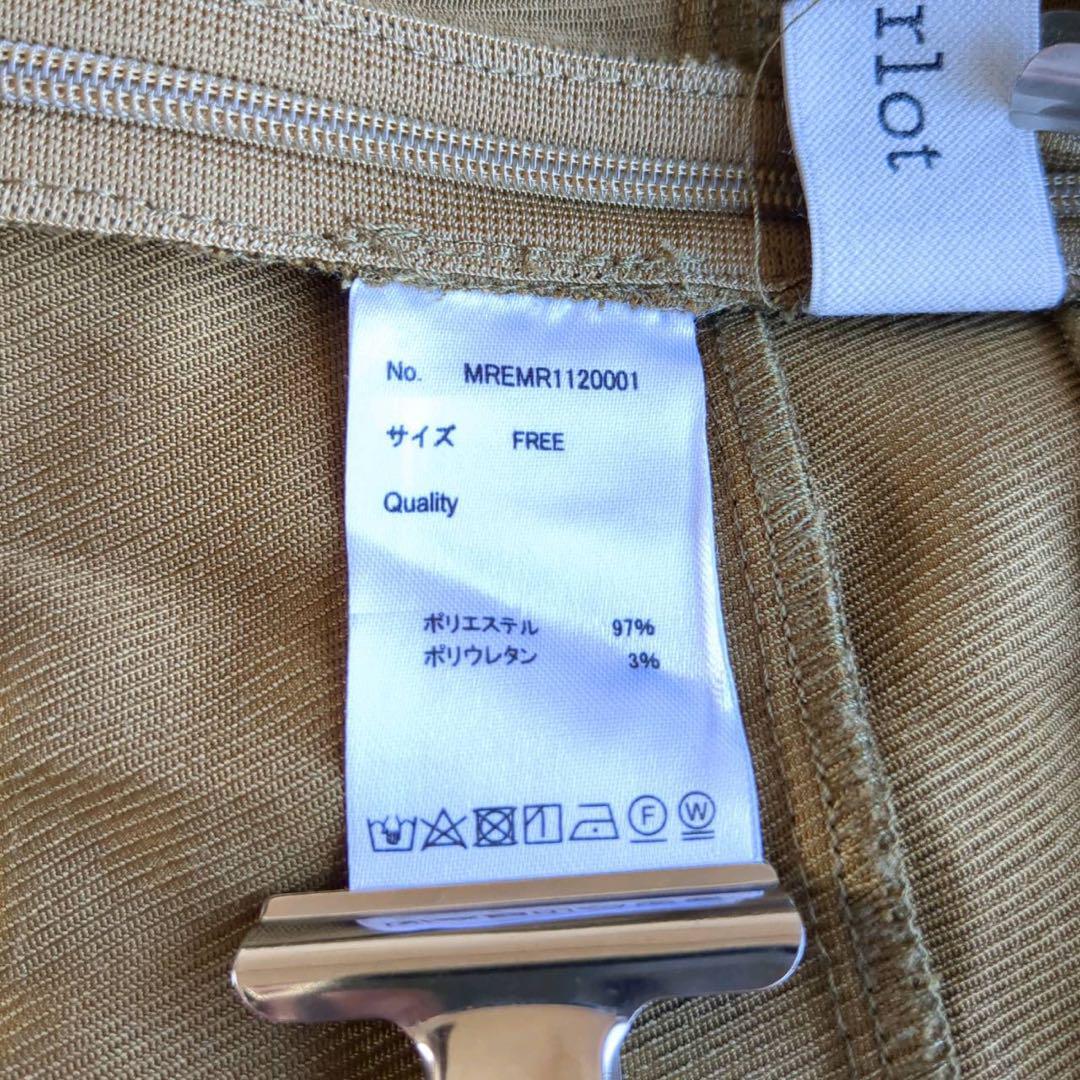 rlot
No. MREMR1120001
サイズ FREE
Quality
ポリエステル 97%
ポリウレタン 3%
F W